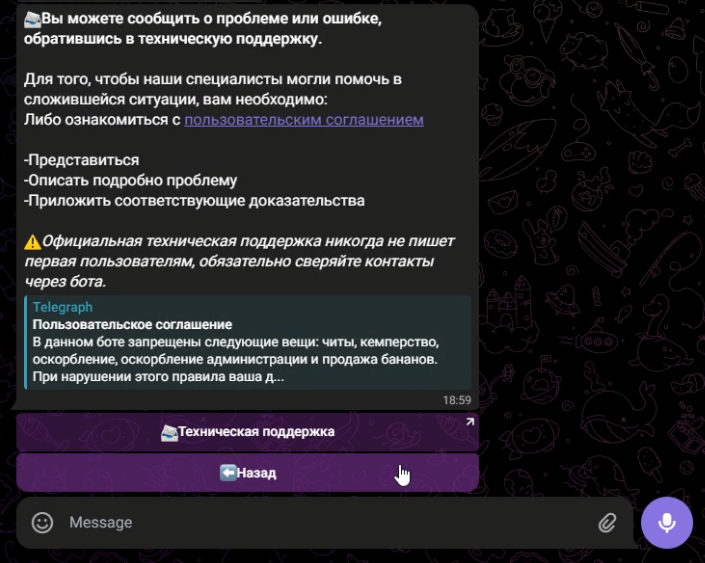 Вы можете сообщить о проблеме или ошибке,
обратившись в техническую поддержку.
Для того, чтобы наши специалисты могли помочь в
сложившейся ситуации, вам необходимо:
Либо ознакомиться с пользовательским соглашением
-Представиться
-Описать подробно проблему
-Приложить соответствующие доказательства
⚠️Официальная техническая поддержка никогда не пишет
первая пользователям, обязательно сверяйте контакты
через бота.
Telegraph
Пользовательское соглашение
В данном боте запрещены следующие вещи: читы, кемперство,
оскорбление, оскорбление администрации и продажа бананов.
При нарушении этого правила ваша д...
18:59
Техническая поддержка
Назад
Message